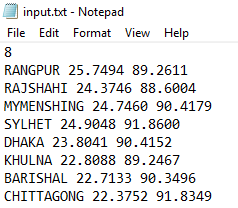 input.txt - Notepad
File Edit Format View Help
8
RANGPUR 25.7494 89.2611
RAJSHAHI 24.3746 88.6004
MYMENSHING 24.7460 90.4179
SYLHET 24.9048 91.8600
DHAKA 23.8041 90.4152
KHULNA 22.8088 89.2467
BARISHAL 22.7133 90.3496
CHITTAGONG 22.3752 91.8349